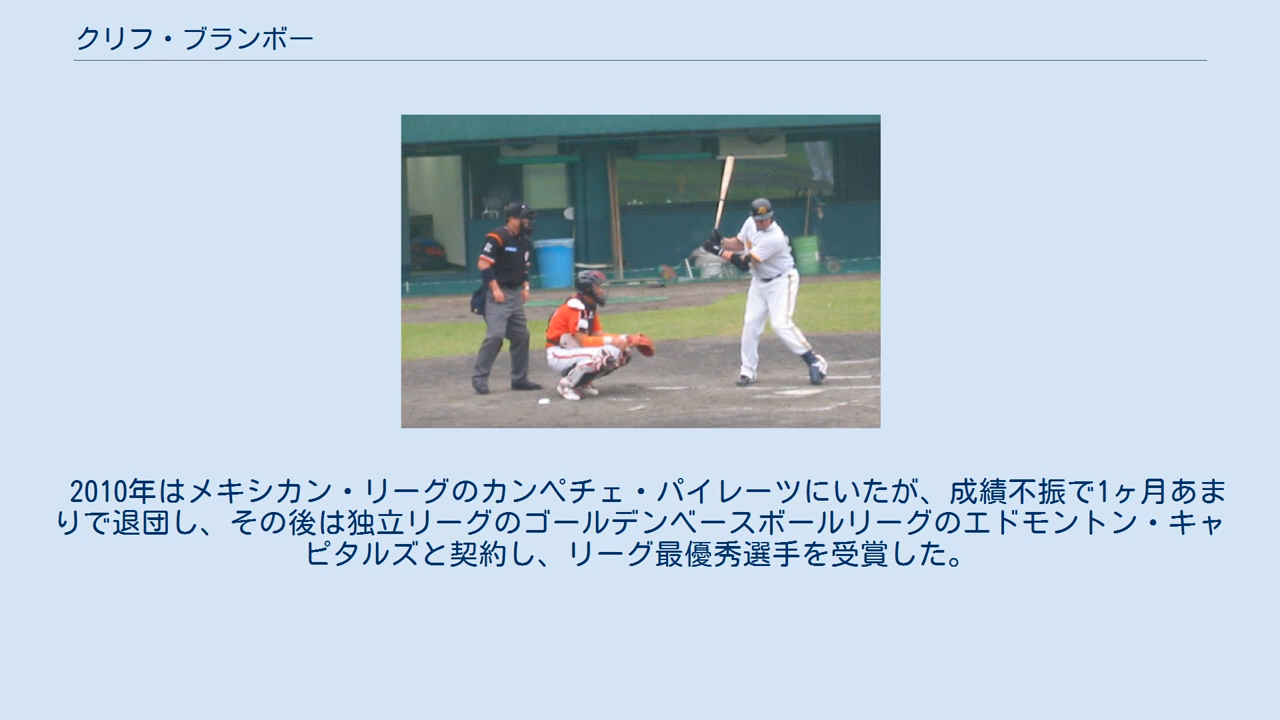 クリフ・ブランボー
2010年はメキシカン・リーグのカンペチェ・パイレーツにいたが、成績不振で1ヶ月あま
りで退団し、その後は独立リーグのゴールデンベースボールリーグのエドモントン・キャ
ピタルズと契約し、リーグ最優秀選手を受賞した。